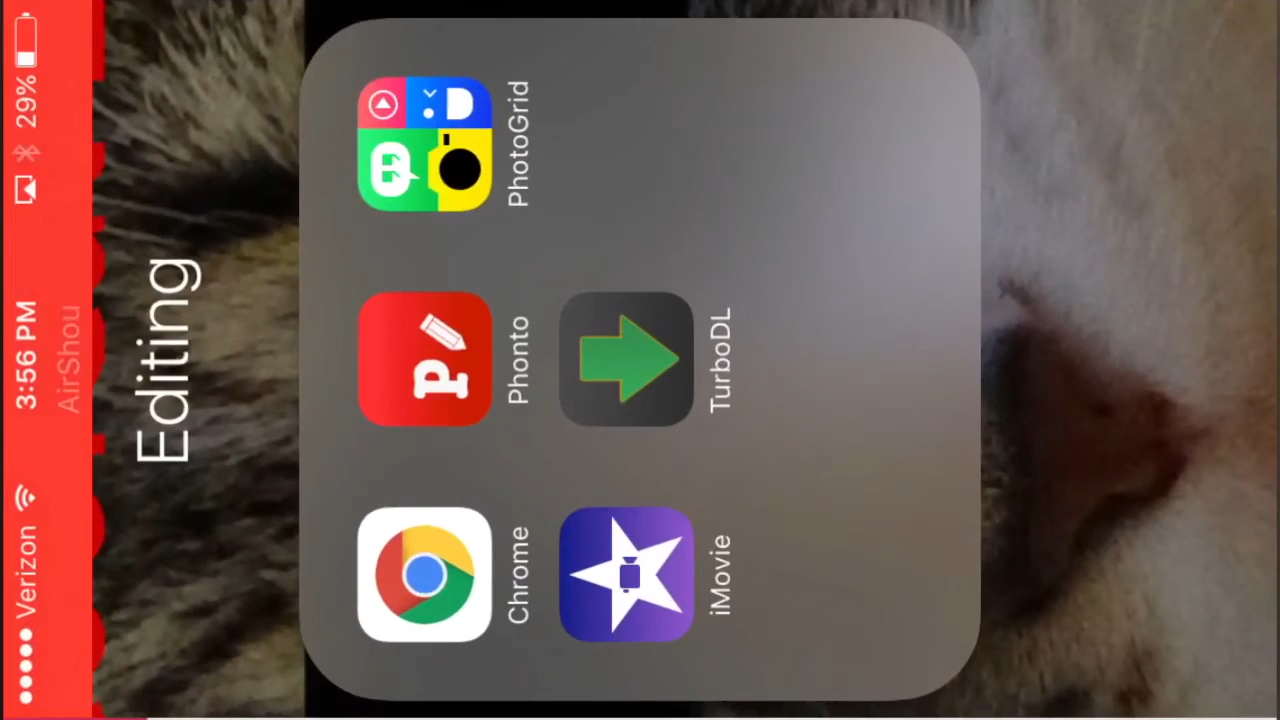 Verizon 3:56 PM 29%
AirShou
Editing
Chrome Phonto PhotoGrid
iMovie TurboDL